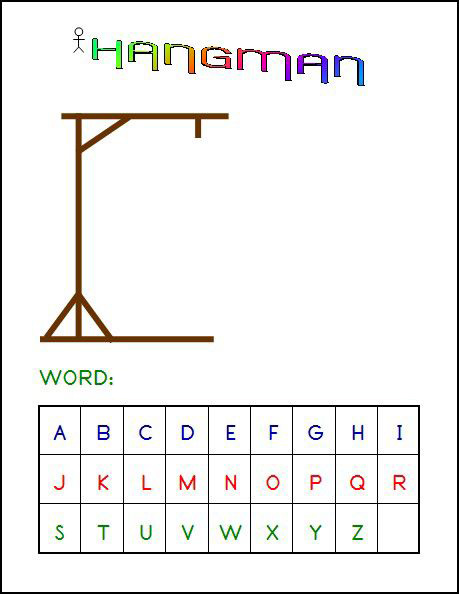 HANGMAN
WORD:
A B C D E F G H I
J K L M N O P Q R
S T U V W X Y Z